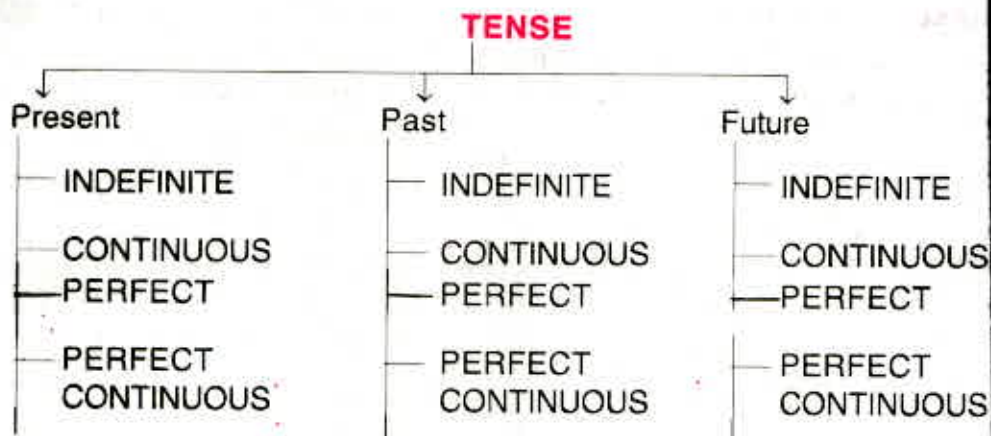 TENSE
Present Past Future
INDEFINITE INDEFINITE INDEFINITE
CONTINUOUS CONTINUOUS CONTINUOUS
PERFECT PERFECT PERFECT
PERFECT PERFECT PERFECT
CONTINUOUS CONTINUOUS CONTINUOUS